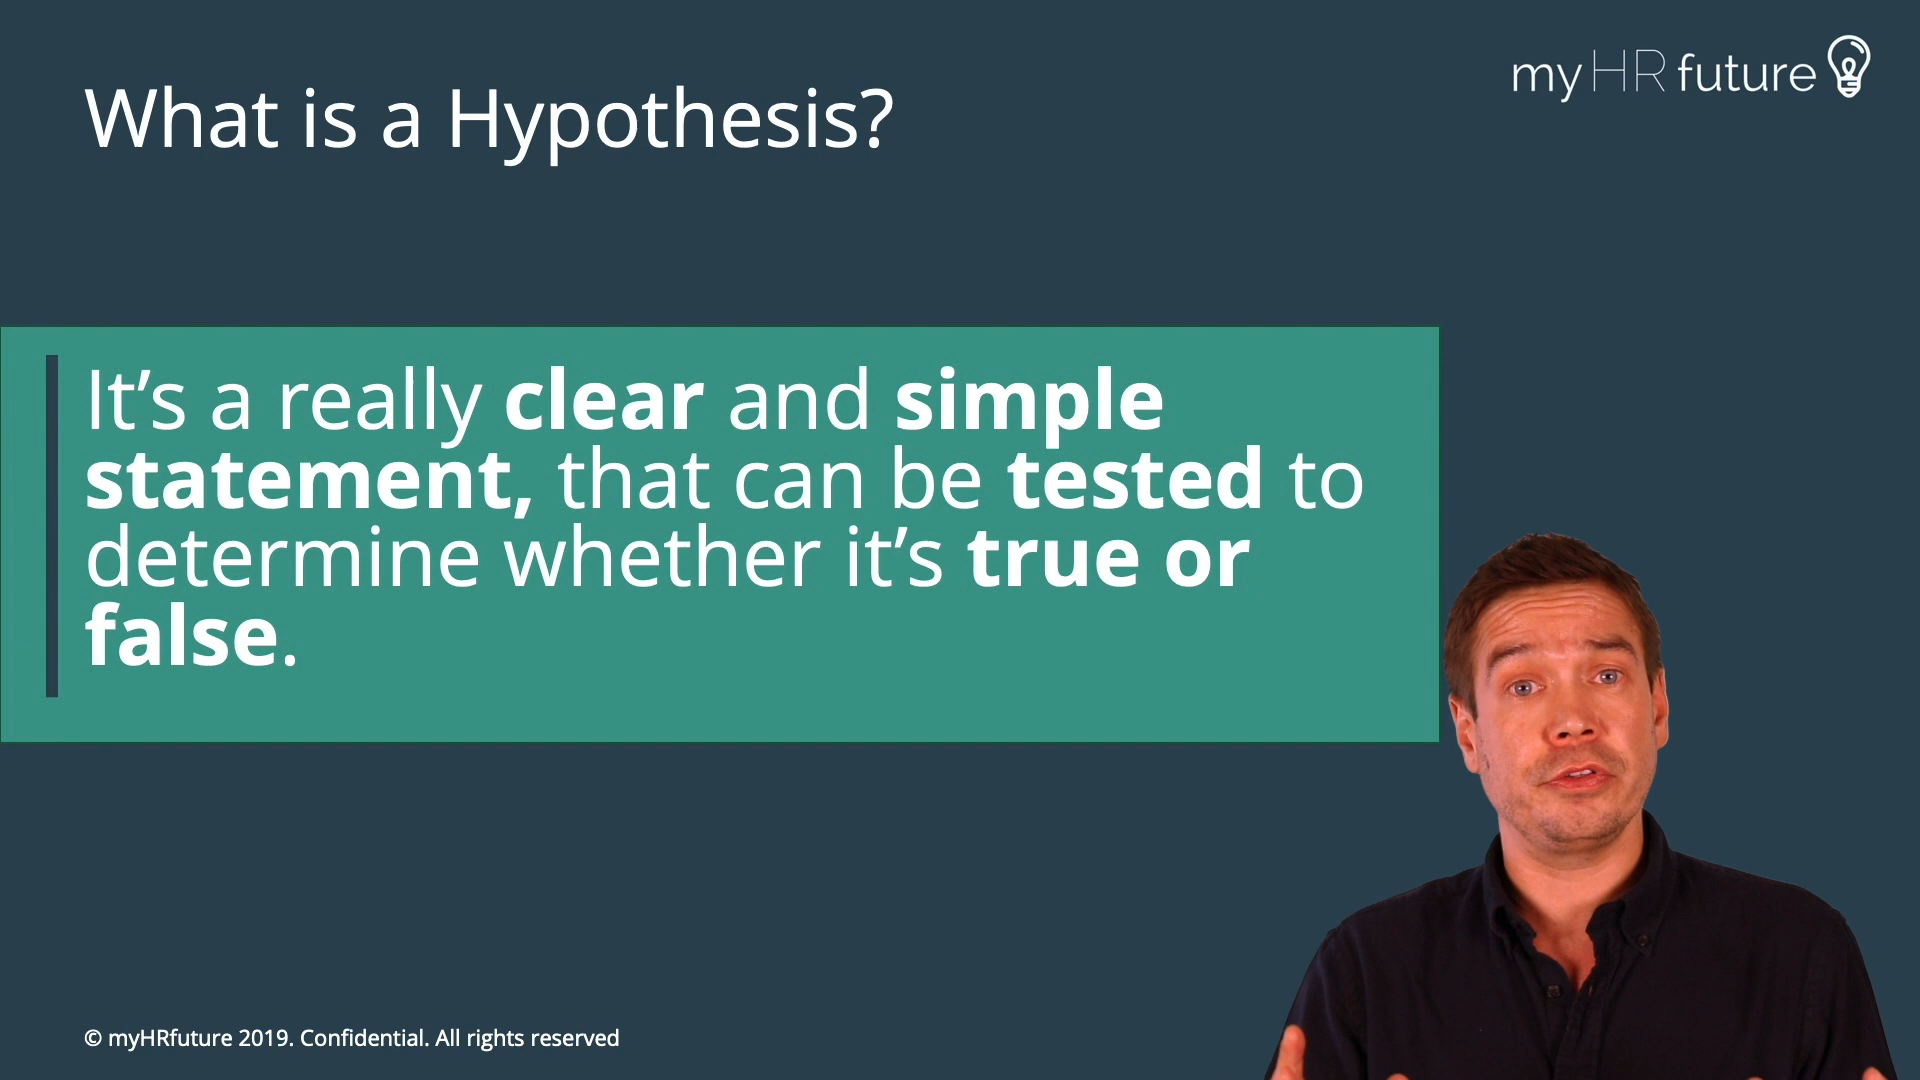 my HR future
What is a Hypothesis?
It’s a really clear and simple
statement, that can be tested to
determine whether it’s true or
false.
© myHRfuture 2019. Confidential. All rights reserved